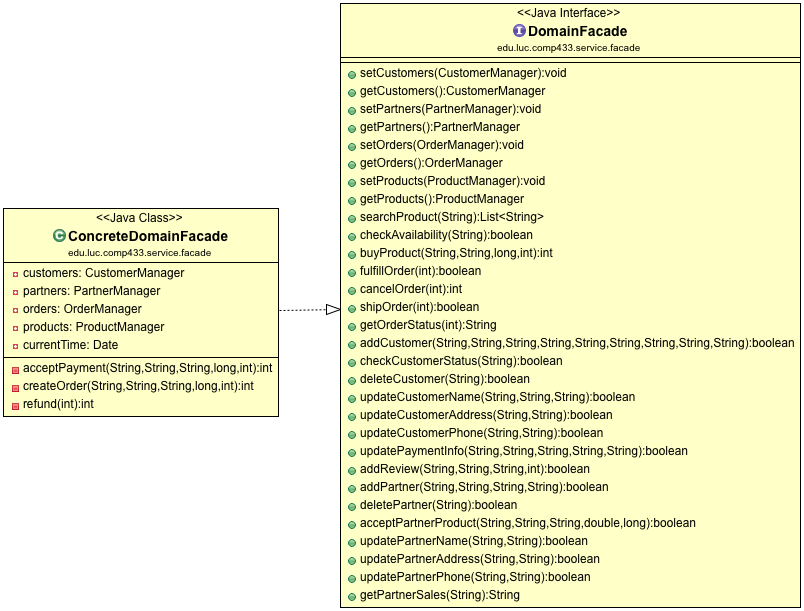 <<Java Interface>>
DomainFacade
edu.luc.comp433.service.facade
setCustomers(CustomerManager):void
getCustomers():CustomerManager
setPartners(PartnerManager):void
getPartners():PartnerManager
setOrders(OrderManager):void
getOrders():OrderManager
setProducts(ProductManager):void
getProducts():ProductManager
searchProduct(String):List<String>
checkAvailability(String):boolean
buyProduct(String,String,long,int):int
fulfillOrder(int):boolean
cancelOrder(int):int
shipOrder(int):boolean
getOrderStatus(int):String
addCustomer(String,String,String,String,String,String,String,String):boolean
checkCustomerStatus(String):boolean
deleteCustomer(String):boolean
updateCustomerName(String,String,String):boolean
updateCustomerAddress(String,String):boolean
updateCustomerPhone(String,String):boolean
updatePaymentInfo(String,String,String,String,String):boolean
addReview(String,String,String,int):boolean
addPartner(String,String,String,String):boolean
deletePartner(String):boolean
acceptPartnerProduct(String,String,String,double,long):boolean
updatePartnerName(String,String):boolean
updatePartnerAddress(String,String):boolean
updatePartnerPhone(String,String):boolean
getPartnerSales(String):String
<<Java Class>>
ConcreteDomainFacade
edu.luc.comp433.service.facade
customers: CustomerManager
partners: PartnerManager
orders: OrderManager
products: ProductManager
currentTime: Date
acceptPayment(String,String,String,long,int):int
createOrder(String,String,String,long,int):int
refund(int):int